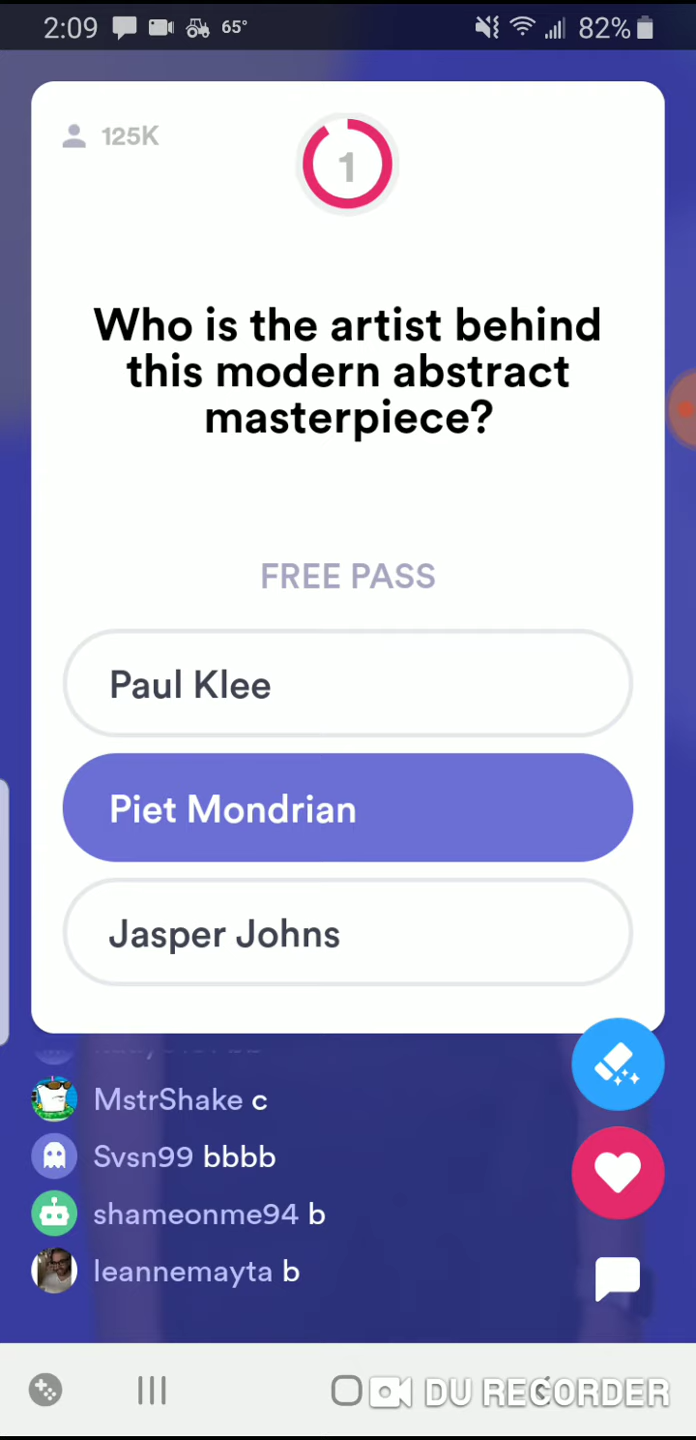 2:09 65° 82%
125K
1
Who is the artist behind
this modern abstract
masterpiece?
FREE PASS
Paul Klee
Piet Mondrian
Jasper Johns
MstrShake c
Svsn99 bbbb
shameonme94 b
leannemayta b
DU RECORDER